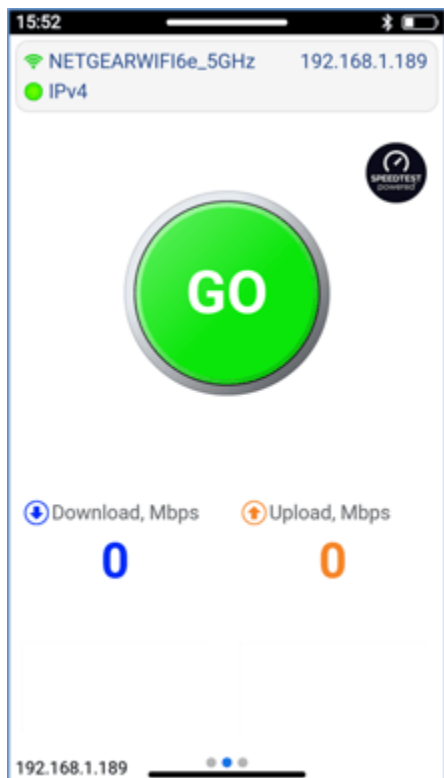 15:52
NETGEARWIFI6e_5GHz 192.168.1.189
IPv4
SPEEDTEST
powered
GO
Download, Mbps Upload, Mbps
0 0
192.168.1.189